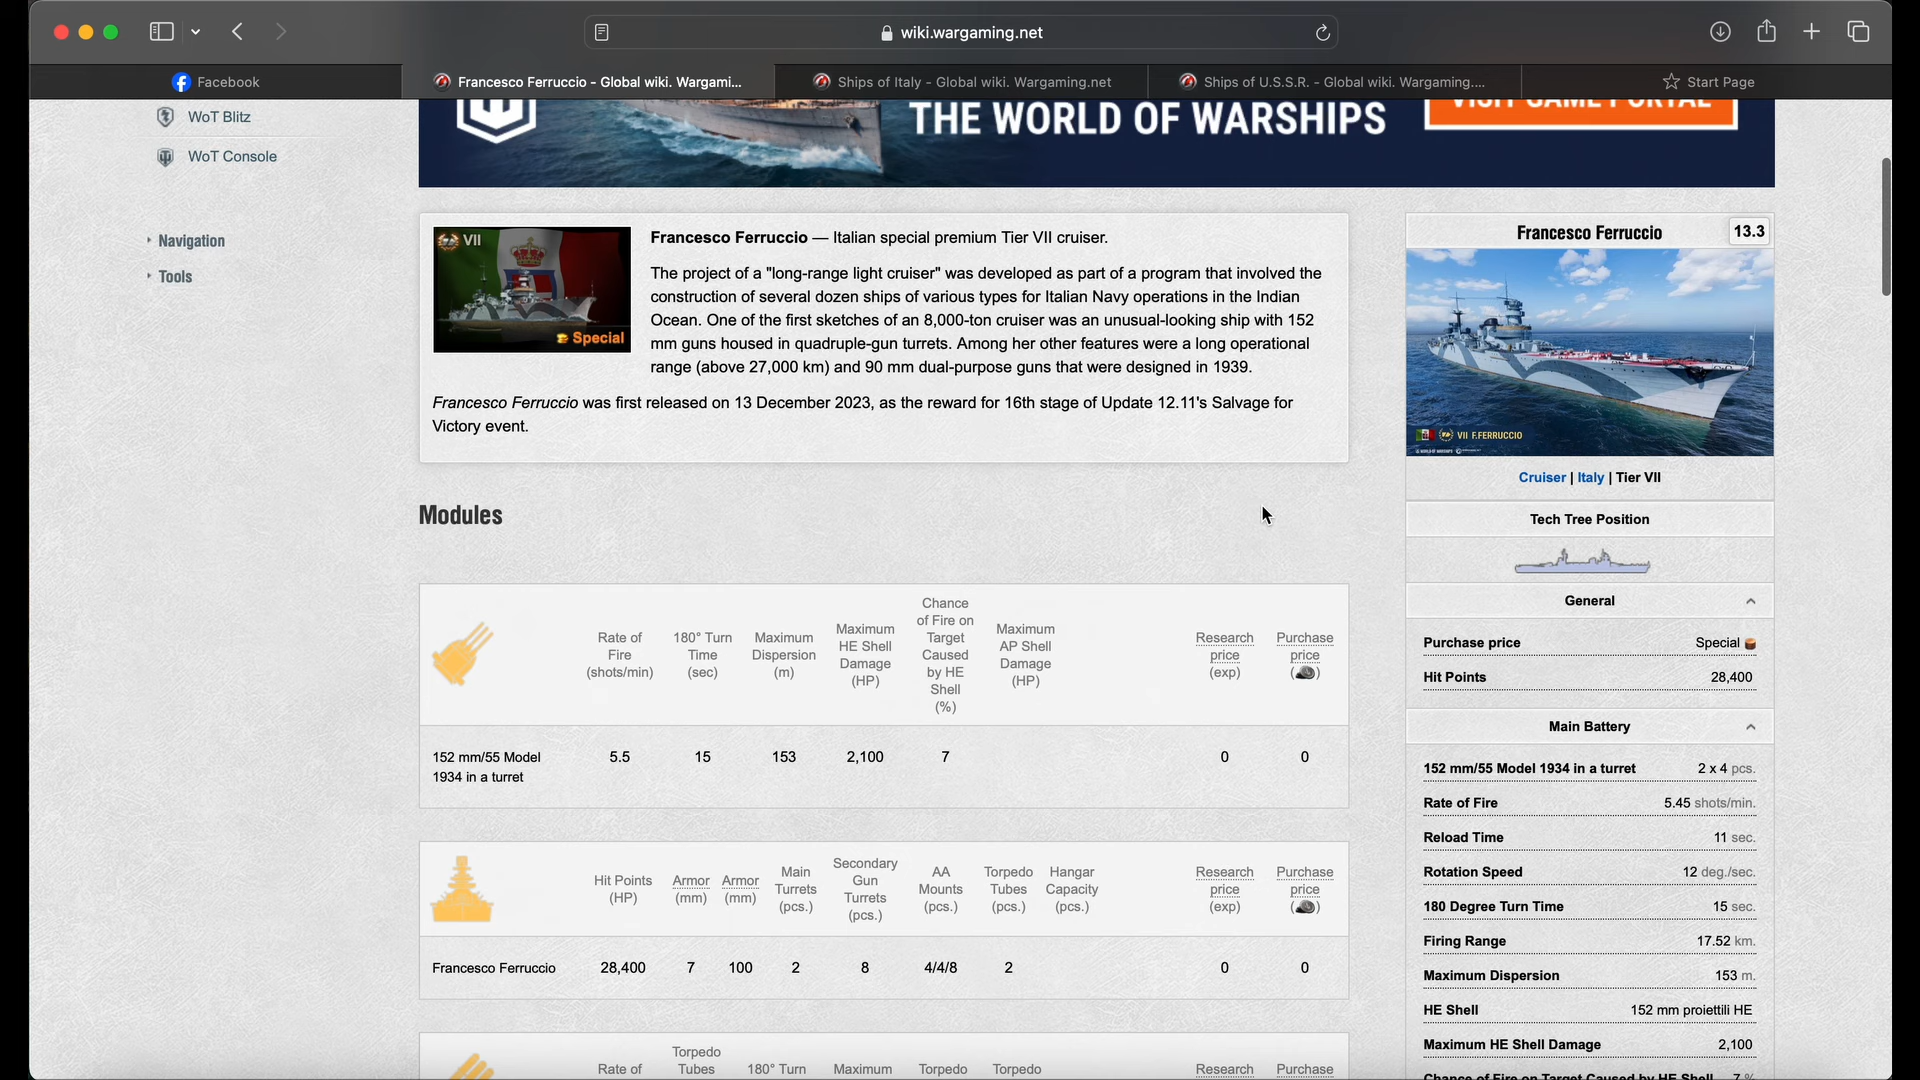 wiki.wargaming.net
Facebook
Francesco Ferruccio - Global wiki. Wargami...
Ships of Italy - Global wiki. Wargaming.net
Ships of U.S.S.R. - Global wiki. Wargaming....
Start Page
WoT Blitz
WoT Console
Navigation
Tools
THE WORLD OF WARSHIPS
VISIT GAME PORTAL
VII
Special
Francesco Ferruccio — Italian special premium Tier VII cruiser.
The project of a "long-range light cruiser" was developed as part of a program that involved the
construction of several dozen ships of various types for Italian Navy operations in the Indian
Ocean. One of the first sketches of an 8,000-ton cruiser was an unusual-looking ship with 152
mm guns housed in quadruple-gun turrets. Among her other features were a long operational
range (above 27,000 km) and 90 mm dual-purpose guns that were designed in 1939.
Francesco Ferruccio was first released on 13 December 2023, as the reward for 16th stage of Update 12.11's Salvage for
Victory event.
Modules
Rate of
Fire
(shots/min)
180° Turn
Time
(sec)
Maximum
Dispersion
(m)
Maximum
HE Shell
Damage
(HP)
Chance
of Fire on
Target
Caused
by HE
Shell
(%)
Maximum
AP Shell
Damage
(HP)
Research
price
(exp)
Purchase
price
( )
152 mm/55 Model
1934 in a turret
5.5 15 153 2,100 7 0 0
Hit Points
(HP)
Armor
(mm)
Armor
(mm)
Main
Turrets
(pcs.)
Secondary
Gun
Turrets
(pcs.)
AA
Mounts
(pcs.)
Torpedo
Tubes
(pcs.)
Hangar
Capacity
(pcs.)
Research
price
(exp)
Purchase
price
( )
Francesco Ferruccio 28,400 7 100 2 8 4/4/8 2 0 0
Rate of
Torpedo
Tubes
180° Turn
Maximum
Torpedo
Torpedo
Research
Purchase
Francesco Ferruccio 13.3
VII F.FERRUCCIO
Cruiser | Italy | Tier VII
Tech Tree Position
General
Purchase price Special
Hit Points 28,400
Main Battery
152 mm/55 Model 1934 in a turret 2 x 4 pcs.
Rate of Fire 5.45 shots/min.
Reload Time 11 sec.
Rotation Speed 12 deg./sec.
180 Degree Turn Time 15 sec.
Firing Range 17.52 km.
Maximum Dispersion 153 m.
HE Shell 152 mm proiettili HE
Maximum HE Shell Damage 2,100
Chance of Fire on Target Caused by HE Shell 7 %